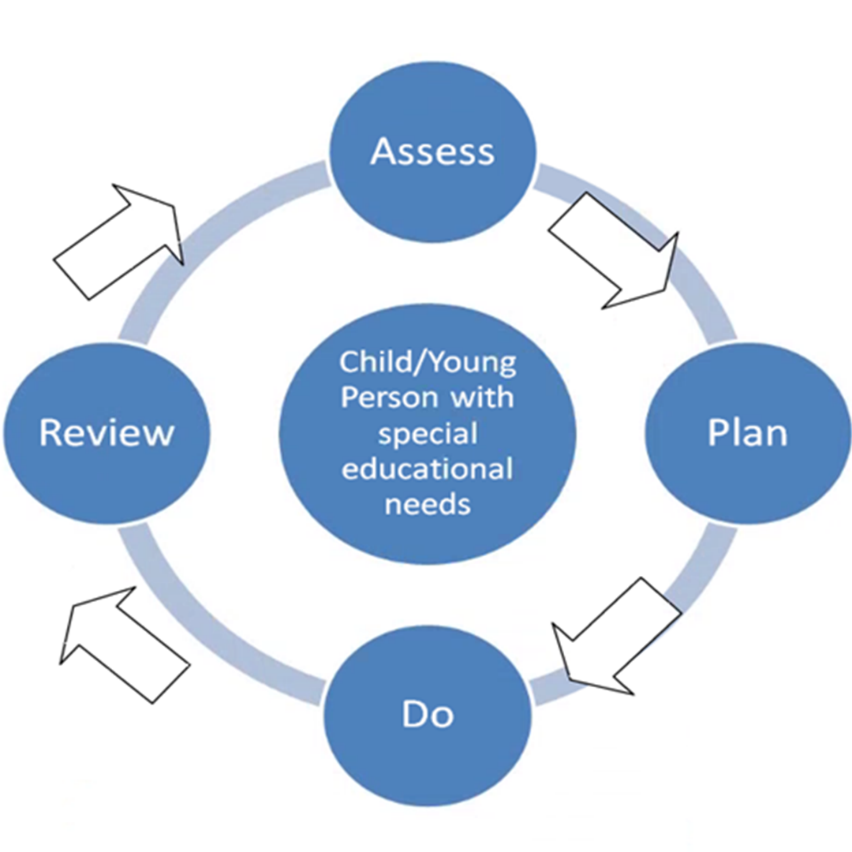 Assess
Plan
Do
Review
Child/Young
Person with
special
educational
needs